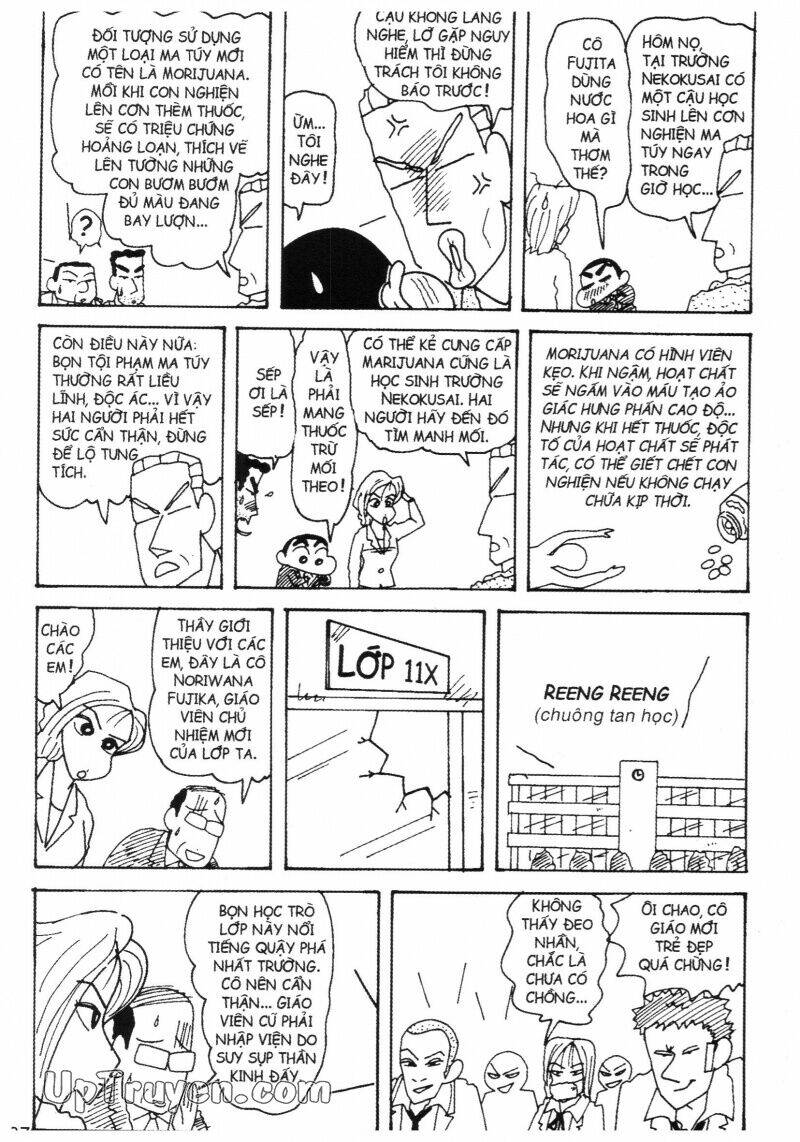 HÔM NỌ,
TẠI TRƯỜNG
NEKOKUSAI CÓ
MỘT CẬU HỌC
SINH LÊN CƠN
NGHIỆN MA
TÚY NGAY
TRONG
GIỜ HỌC...
CÔ
FUJITA
DÙNG
NƯỚC
HOA GÌ
MÀ
THƠM
THẾ?
CẬU KHÔNG LẮNG
NGHE, LỠ GẶP NGUY
HIỂM THÌ ĐỪNG
TRÁCH TÔI KHÔNG
BÁO TRƯỚC!
ỪM...
TÔI
NGHE
ĐÂY!
ĐỐI TƯỢNG SỬ DỤNG
MỘT LOẠI MA TÚY MỚI
CÓ TÊN LÀ MORIJUANA.
MỖI KHI CON NGHIỆN
LÊN CƠN THÈM THUỐC,
SẼ CÓ TRIỆU CHỨNG
HOẢNG LOẠN, THÍCH VẼ
LÊN TƯỜNG NHỮNG
CON BƯƠM BƯỚM
ĐỦ MÀU ĐANG
BAY LƯỢN...
?
MORIJUANA CÓ HÌNH VIÊN
KẸO. KHI NGẬM, HOẠT CHẤT
SẼ NGẤM VÀO MÁU TẠO ẢO
GIÁC HƯNG PHẤN CAO ĐỘ...
NHƯNG KHI HẾT THUỐC, ĐỘC
TỐ CỦA HOẠT CHẤT SẼ PHÁT
TÁC, CÓ THỂ GIẾT CHẾT CON
NGHIỆN NẾU KHÔNG CHẠY
CHỮA KỊP THỜI.
CÓ THỂ KẺ CUNG CẤP
MARIJUANA CŨNG LÀ
HỌC SINH TRƯỜNG
NEKOKUSAI. HAI
NGƯỜI HÃY ĐẾN ĐÓ
TÌM MANH MỐI.
VẬY
LÀ
PHẢI
MANG
THUỐC
TRỪ
MỐI
THEO!
SẾP
ƠI LÀ
SẾP!
CÒN ĐIỀU NÀY NỮA:
BỌN TỘI PHẠM MA TÚY
THƯỜNG RẤT LIỀU
LĨNH, ĐỘC ÁC... VÌ VẬY
HAI NGƯỜI PHẢI HẾT
SỨC CẨN THẬN, ĐỪNG
ĐỂ LỘ TUNG
TÍCH.
REENG REENG
(chuông tan học)
LỚP 11X
THẦY GIỚI
THIỆU VỚI CÁC
EM, ĐÂY LÀ CÔ
NORIWANA
FUJIKA, GIÁO
VIÊN CHỦ
NHIỆM MỚI
CỦA LỚP TA.
CHÀO
CÁC
EM!
ÔI CHAO, CÔ
GIÁO MỚI
TRẺ ĐẸP
QUÁ CHỪNG!
KHÔNG
THẤY ĐEO
NHẪN,
CHẮC LÀ
CHƯA CÓ
CHỒNG...
BỌN HỌC TRÒ
LỚP NÀY NỔI
TIẾNG QUẬY PHÁ
NHẤT TRƯỜNG.
CÔ NÊN CẨN
THẬN... GIÁO
VIÊN CŨ PHẢI
NHẬP VIỆN DO
SUY SỤP THẦN
KINH ĐẤY.
UpTruyen.com